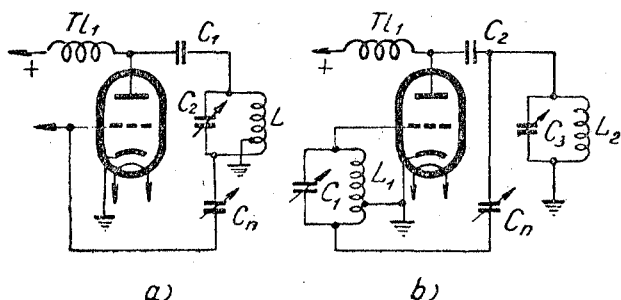 Tl₁
C₁
+
C₂
L
Cn
a)
Tl₁
C₂
+
C₃
L₂
L₁
C₁
Cn
b)